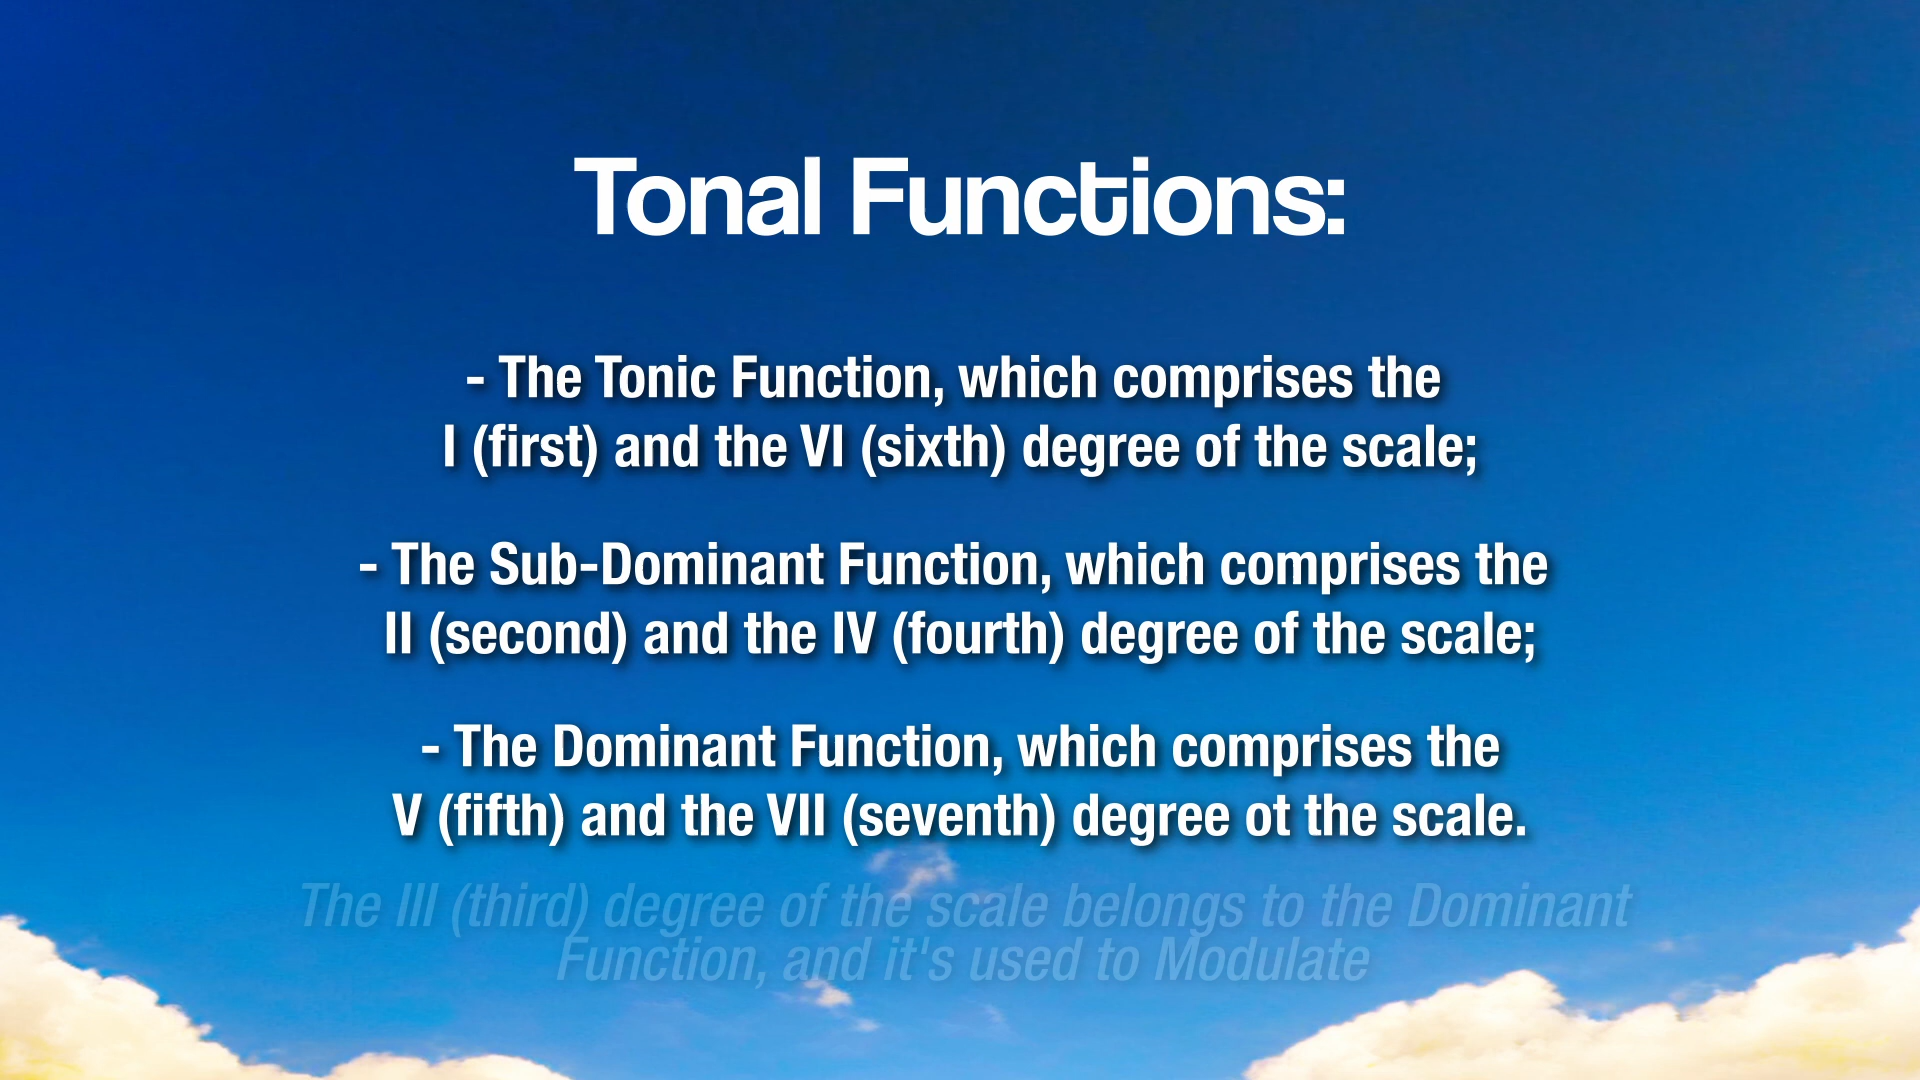 Tonal Functions:
- The Tonic Function, which comprises the
I (first) and the VI (sixth) degree of the scale;
- The Sub-Dominant Function, which comprises the
II (second) and the IV (fourth) degree of the scale;
- The Dominant Function, which comprises the
V (fifth) and the VII (seventh) degree ot the scale.
The III (third) degree of the scale belongs to the Dominant
Function, and it's used to Modulate